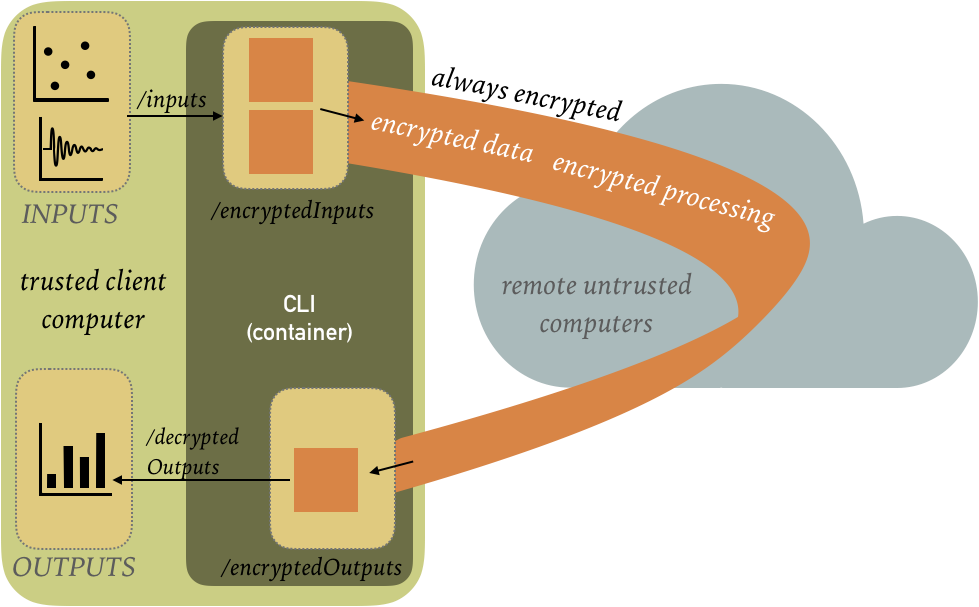 /inputs
always encrypted
encrypted data encrypted processing
INPUTS
/encryptedInputs
trusted client
computer
CLI
(container)
remote untrusted
computers
/decrypted
Outputs
OUTPUTS
/encryptedOutputs